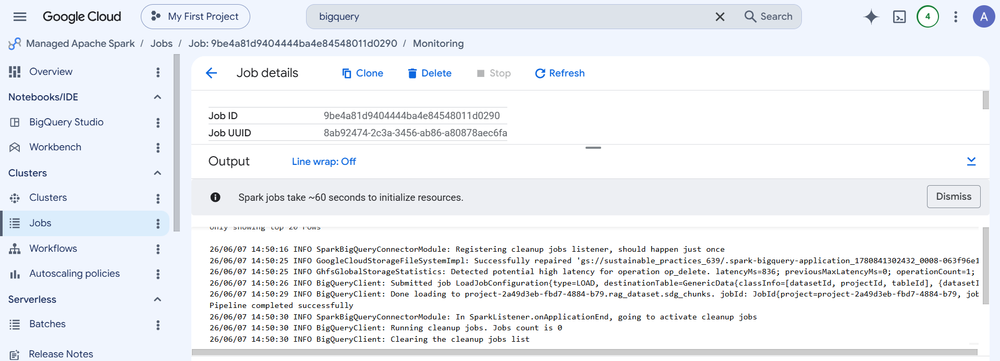 Google Cloud
My First Project
bigquery
Search
4
A
Managed Apache Spark / Jobs / Job: 9be4a81d9404444ba4e84548011d0290 / Monitoring
Overview
Notebooks/IDE
BigQuery Studio
Workbench
Clusters
Clusters
Jobs
Workflows
Autoscaling policies
Serverless
Batches
Release Notes
Job details
Clone
Delete
Stop
Refresh
Job ID 9be4a81d9404444ba4e84548011d0290
Job UUID 8ab92474-2c3a-3456-ab86-a80878aec6fa
Output
Line wrap: Off
Spark jobs take ~60 seconds to initialize resources.
Dismiss
only showing top 20 rows
26/06/07 14:50:16 INFO SparkBigQueryConnectorModule: Registering cleanup jobs listener, should happen just once
26/06/07 14:50:25 INFO GoogleCloudStorageFileSystemImpl: Successfully repaired 'gs://sustainable_practices_639/.spark-bigquery-application_1780841302432_0008-063f96e1
26/06/07 14:50:25 INFO GhfsGlobalStorageStatistics: Detected potential high latency for operation op_delete. latencyMs=836; previousMaxLatencyMs=0; operationCount=1;
26/06/07 14:50:26 INFO BigQueryClient: Submitted job LoadJobConfiguration{type=LOAD, destinationTable=GenericData{classInfo=[datasetId, projectId, tableId], {datasetI
26/06/07 14:50:29 INFO BigQueryClient: Done loading to project-2a49d3eb-fbd7-4884-b79.rag_dataset.sdg_chunks. jobId: JobId{project=project-2a49d3eb-fbd7-4884-b79, job
Pipeline completed successfully
26/06/07 14:50:30 INFO SparkBigQueryConnectorModule: In SparkListener.onApplicationEnd, going to activate cleanup jobs
26/06/07 14:50:30 INFO BigQueryClient: Running cleanup jobs. Jobs count is 0
26/06/07 14:50:30 INFO BigQueryClient: Clearing the cleanup jobs list